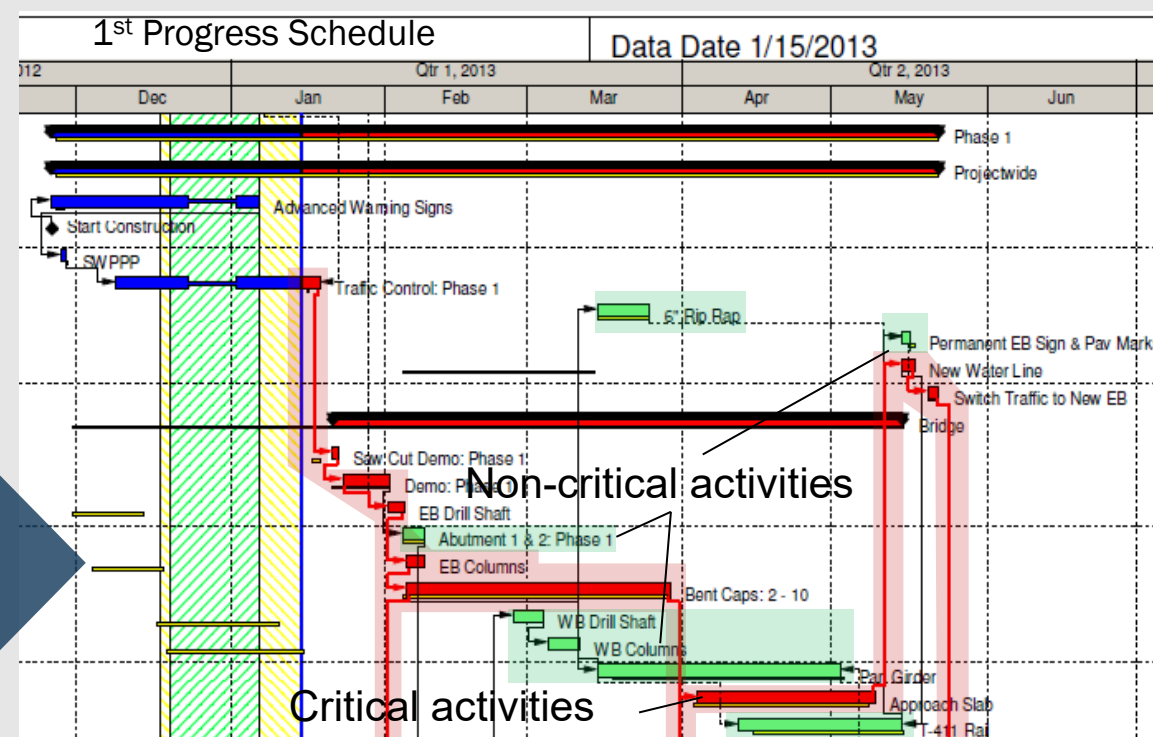 1st Progress Schedule
Data Date 1/15/2013
012 Qtr 1, 2013 Qtr 2, 2013
Dec Jan Feb Mar Apr May Jun
Phase 1
Projectwide
Advanced Warning Signs
Start Construction
SWPPP
Traffic Control: Phase 1
6" Rip Rap
Permanent EB Sign & Pav Mark
New Water Line
Switch Traffic to New EB
Bridge
Saw Cut Demo: Phase 1
Demo: Phase 1
Non-critical activities
EB Drill Shaft
Abutment 1 & 2: Phase 1
EB Columns
Bent Caps: 2 - 10
WB Drill Shaft
WB Columns
Pan Girder
Approach Slab
Critical activities
T-411 Rai